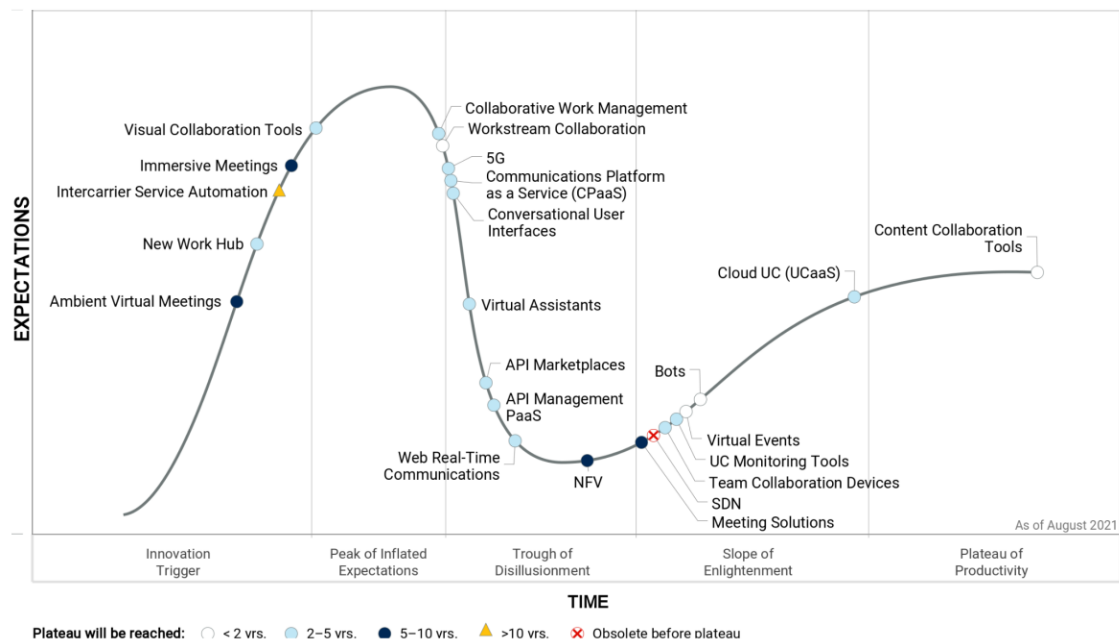 Collaborative Work Management
Visual Collaboration Tools
Workstream Collaboration
Immersive Meetings
5G
Communications Platform
as a Service (CPaaS)
Intercarrier Service Automation
Conversational User
Interfaces
New Work Hub
Content Collaboration
Tools
Cloud UC (UCaaS)
Ambient Virtual Meetings
Virtual Assistants
EXPECTATIONS
API Marketplaces
Bots
API Management
PaaS
Virtual Events
Web Real-Time
Communications
UC Monitoring Tools
NFV
Team Collaboration Devices
SDN
Meeting Solutions
As of August 2021
Innovation
Trigger
Peak of Inflated
Expectations
Trough of
Disillusionment
Slope of
Enlightenment
Plateau of
Productivity
TIME
Plateau will be reached: < 2 yrs. 2–5 yrs. 5–10 yrs. >10 yrs. Obsolete before plateau